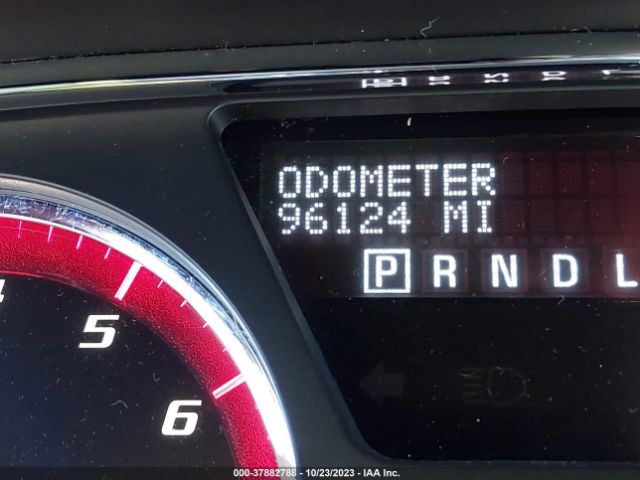 ODOMETER
96124 MI
P R N D L
5
6
000-37882788 - 10/23/2023 - IAA Inc.